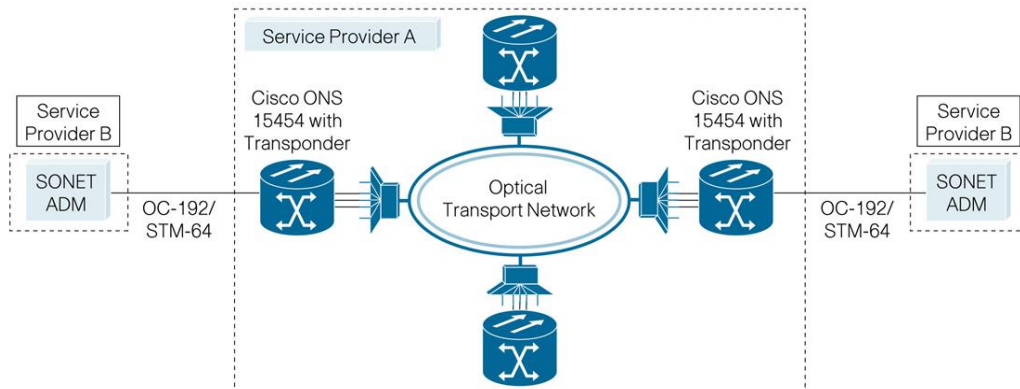 Service Provider A
Service
Provider B
SONET
ADM
OC-192/
STM-64
Cisco ONS
15454 with
Transponder
Optical
Transport Network
Cisco ONS
15454 with
Transponder
OC-192/
STM-64
Service
Provider B
SONET
ADM